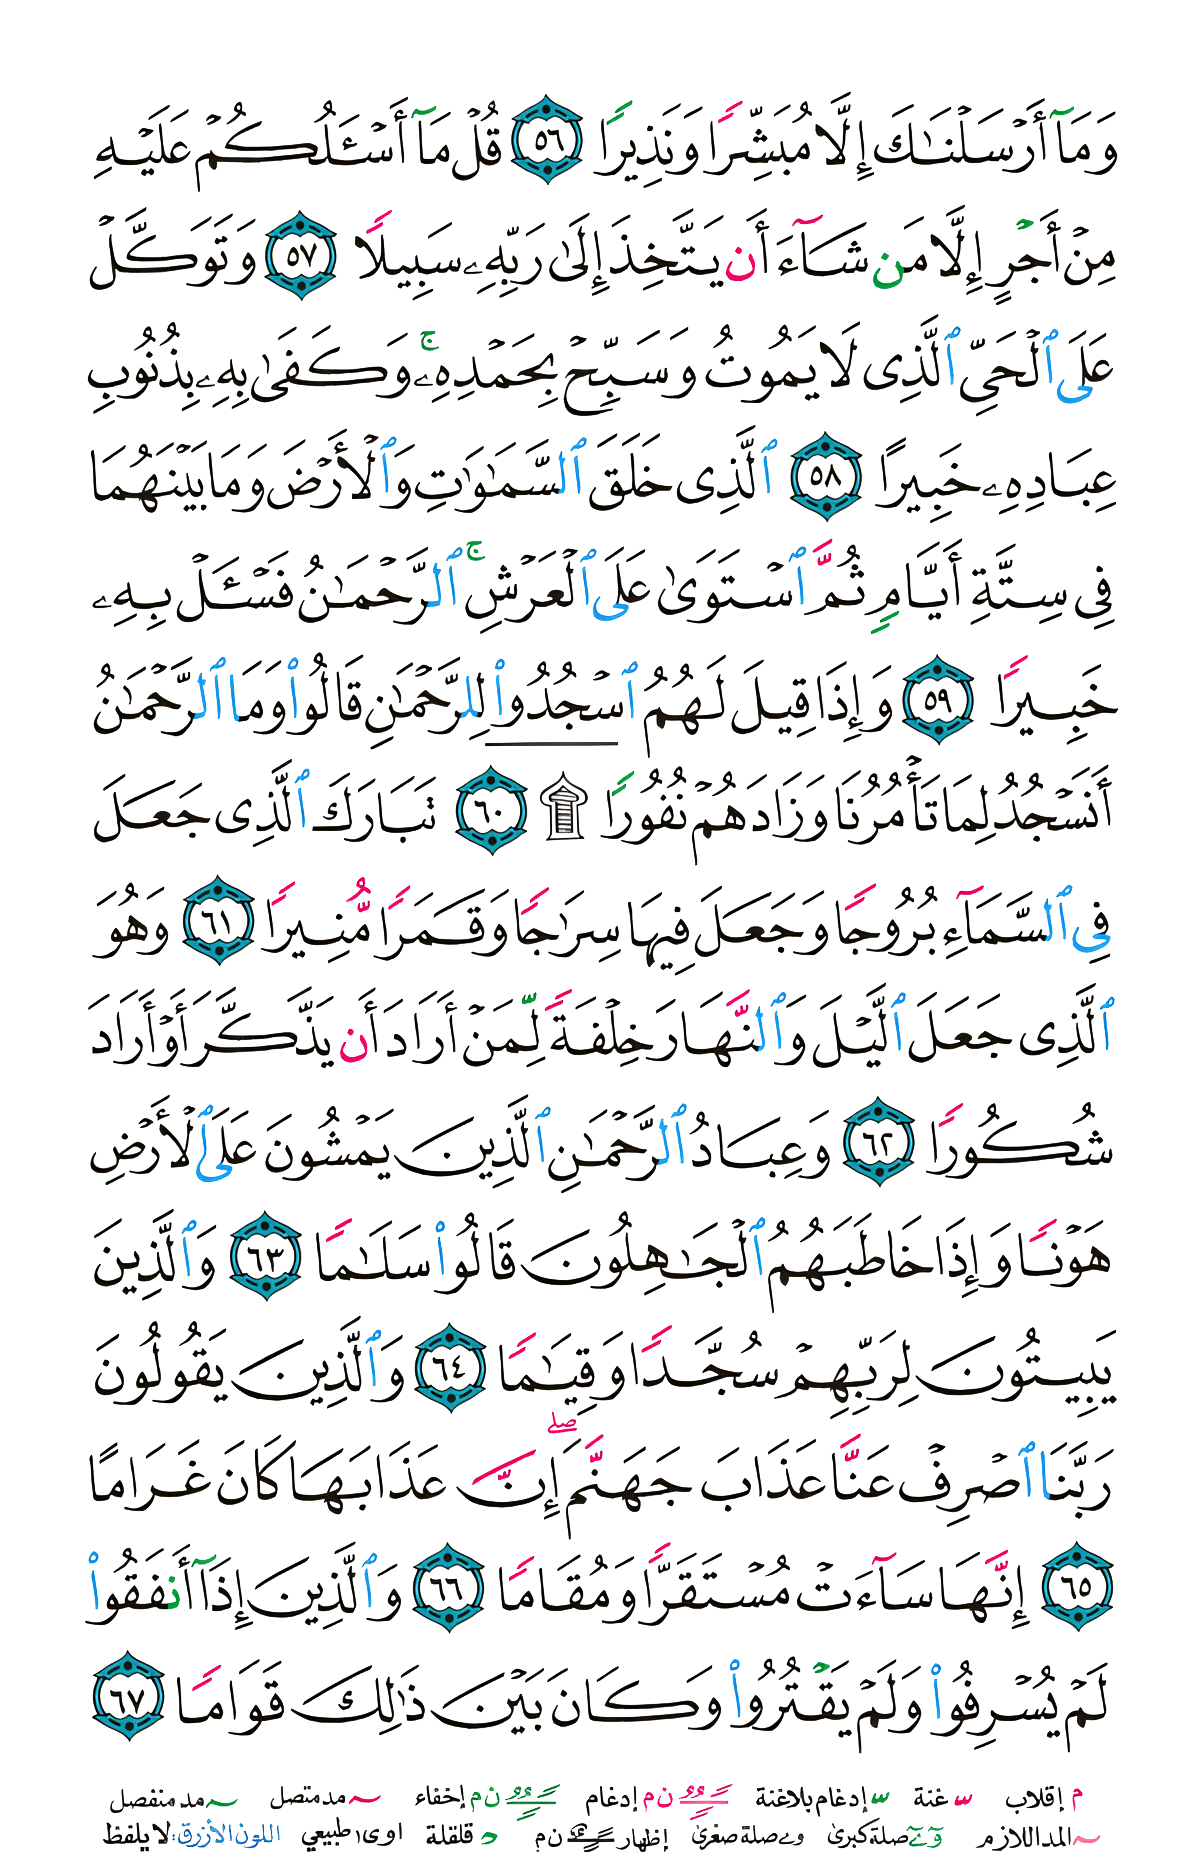 وَمَآ أَرْسَلْنَٰكَ إِلَّا مُبَشِّرًا وَنَذِيرًا ٥٦ قُلْ مَآ أَسْـَٔلُكُمْ عَلَيْهِ
مِنْ أَجْرٍ إِلَّا مَن شَآءَ أَن يَتَّخِذَ إِلَىٰ رَبِّهِۦ سَبِيلًا ٥٧ وَتَوَكَّلْ
عَلَى ٱلْحَىِّ ٱلَّذِى لَا يَمُوتُ وَسَبِّحْ بِحَمْدِهِۦ ۚ وَكَفَىٰ بِهِۦ بِذُنُوبِ
عِبَادِهِۦ خَبِيرًا ٥٨ ٱلَّذِى خَلَقَ ٱلسَّمَٰوَٰتِ وَٱلْأَرْضَ وَمَا بَيْنَهُمَا
فِى سِتَّةِ أَيَّامٍ ثُمَّ ٱسْتَوَىٰ عَلَى ٱلْعَرْشِ ۚ ٱلرَّحْمَٰنُ فَسْـَٔلْ بِهِۦ
خَبِيرًا ٥٩ وَإِذَا قِيلَ لَهُمُ ٱسْجُدُوا۟ لِلرَّحْمَٰنِ قَالُوا۟ وَمَا ٱلرَّحْمَٰنُ
أَنَسْجُدُ لِمَا تَأْمُرُنَا وَزَادَهُمْ نُفُورًا ۩ ٦٠ تَبَارَكَ ٱلَّذِى جَعَلَ
فِى ٱلسَّمَآءِ بُرُوجًا وَجَعَلَ فِيهَا سِرَٰجًا وَقَمَرًا مُّنِيرًا ٦١ وَهُوَ
ٱلَّذِى جَعَلَ ٱلَّيْلَ وَٱلنَّهَارَ خِلْفَةً لِّمَنْ أَرَادَ أَن يَذَّكَّرَ أَوْ أَرَادَ
شُكُورًا ٦٢ وَعِبَادُ ٱلرَّحْمَٰنِ ٱلَّذِينَ يَمْشُونَ عَلَى ٱلْأَرْضِ
هَوْنًا وَإِذَا خَاطَبَهُمُ ٱلْجَٰهِلُونَ قَالُوا۟ سَلَٰمًا ٦٣ وَٱلَّذِينَ
يَبِيتُونَ لِرَبِّهِمْ سُجَّدًا وَقِيَٰمًا ٦٤ وَٱلَّذِينَ يَقُولُونَ
رَبَّنَا ٱصْرِفْ عَنَّا عَذَابَ جَهَنَّمَ ۖ إِنَّ عَذَابَهَا كَانَ غَرَامًا
٦٥ إِنَّهَا سَآءَتْ مُسْتَقَرًّا وَمُقَامًا ٦٦ وَٱلَّذِينَ إِذَآ أَنفَقُوا۟
لَمْ يُسْرِفُوا۟ وَلَمْ يَقْتُرُوا۟ وَكَانَ بَيْنَ ذَٰلِكَ قَوَامًا ٦٧
م إقلاب غنة إدغام بلاغنة ن م إدغام ن م إخفاء مد متصل مد منفصل
المد اللازم صلة كبرى و ے صلة صغرى إظهار ن م قلقلة اوى طبيعي اللون الأزرق: لا يلفظ